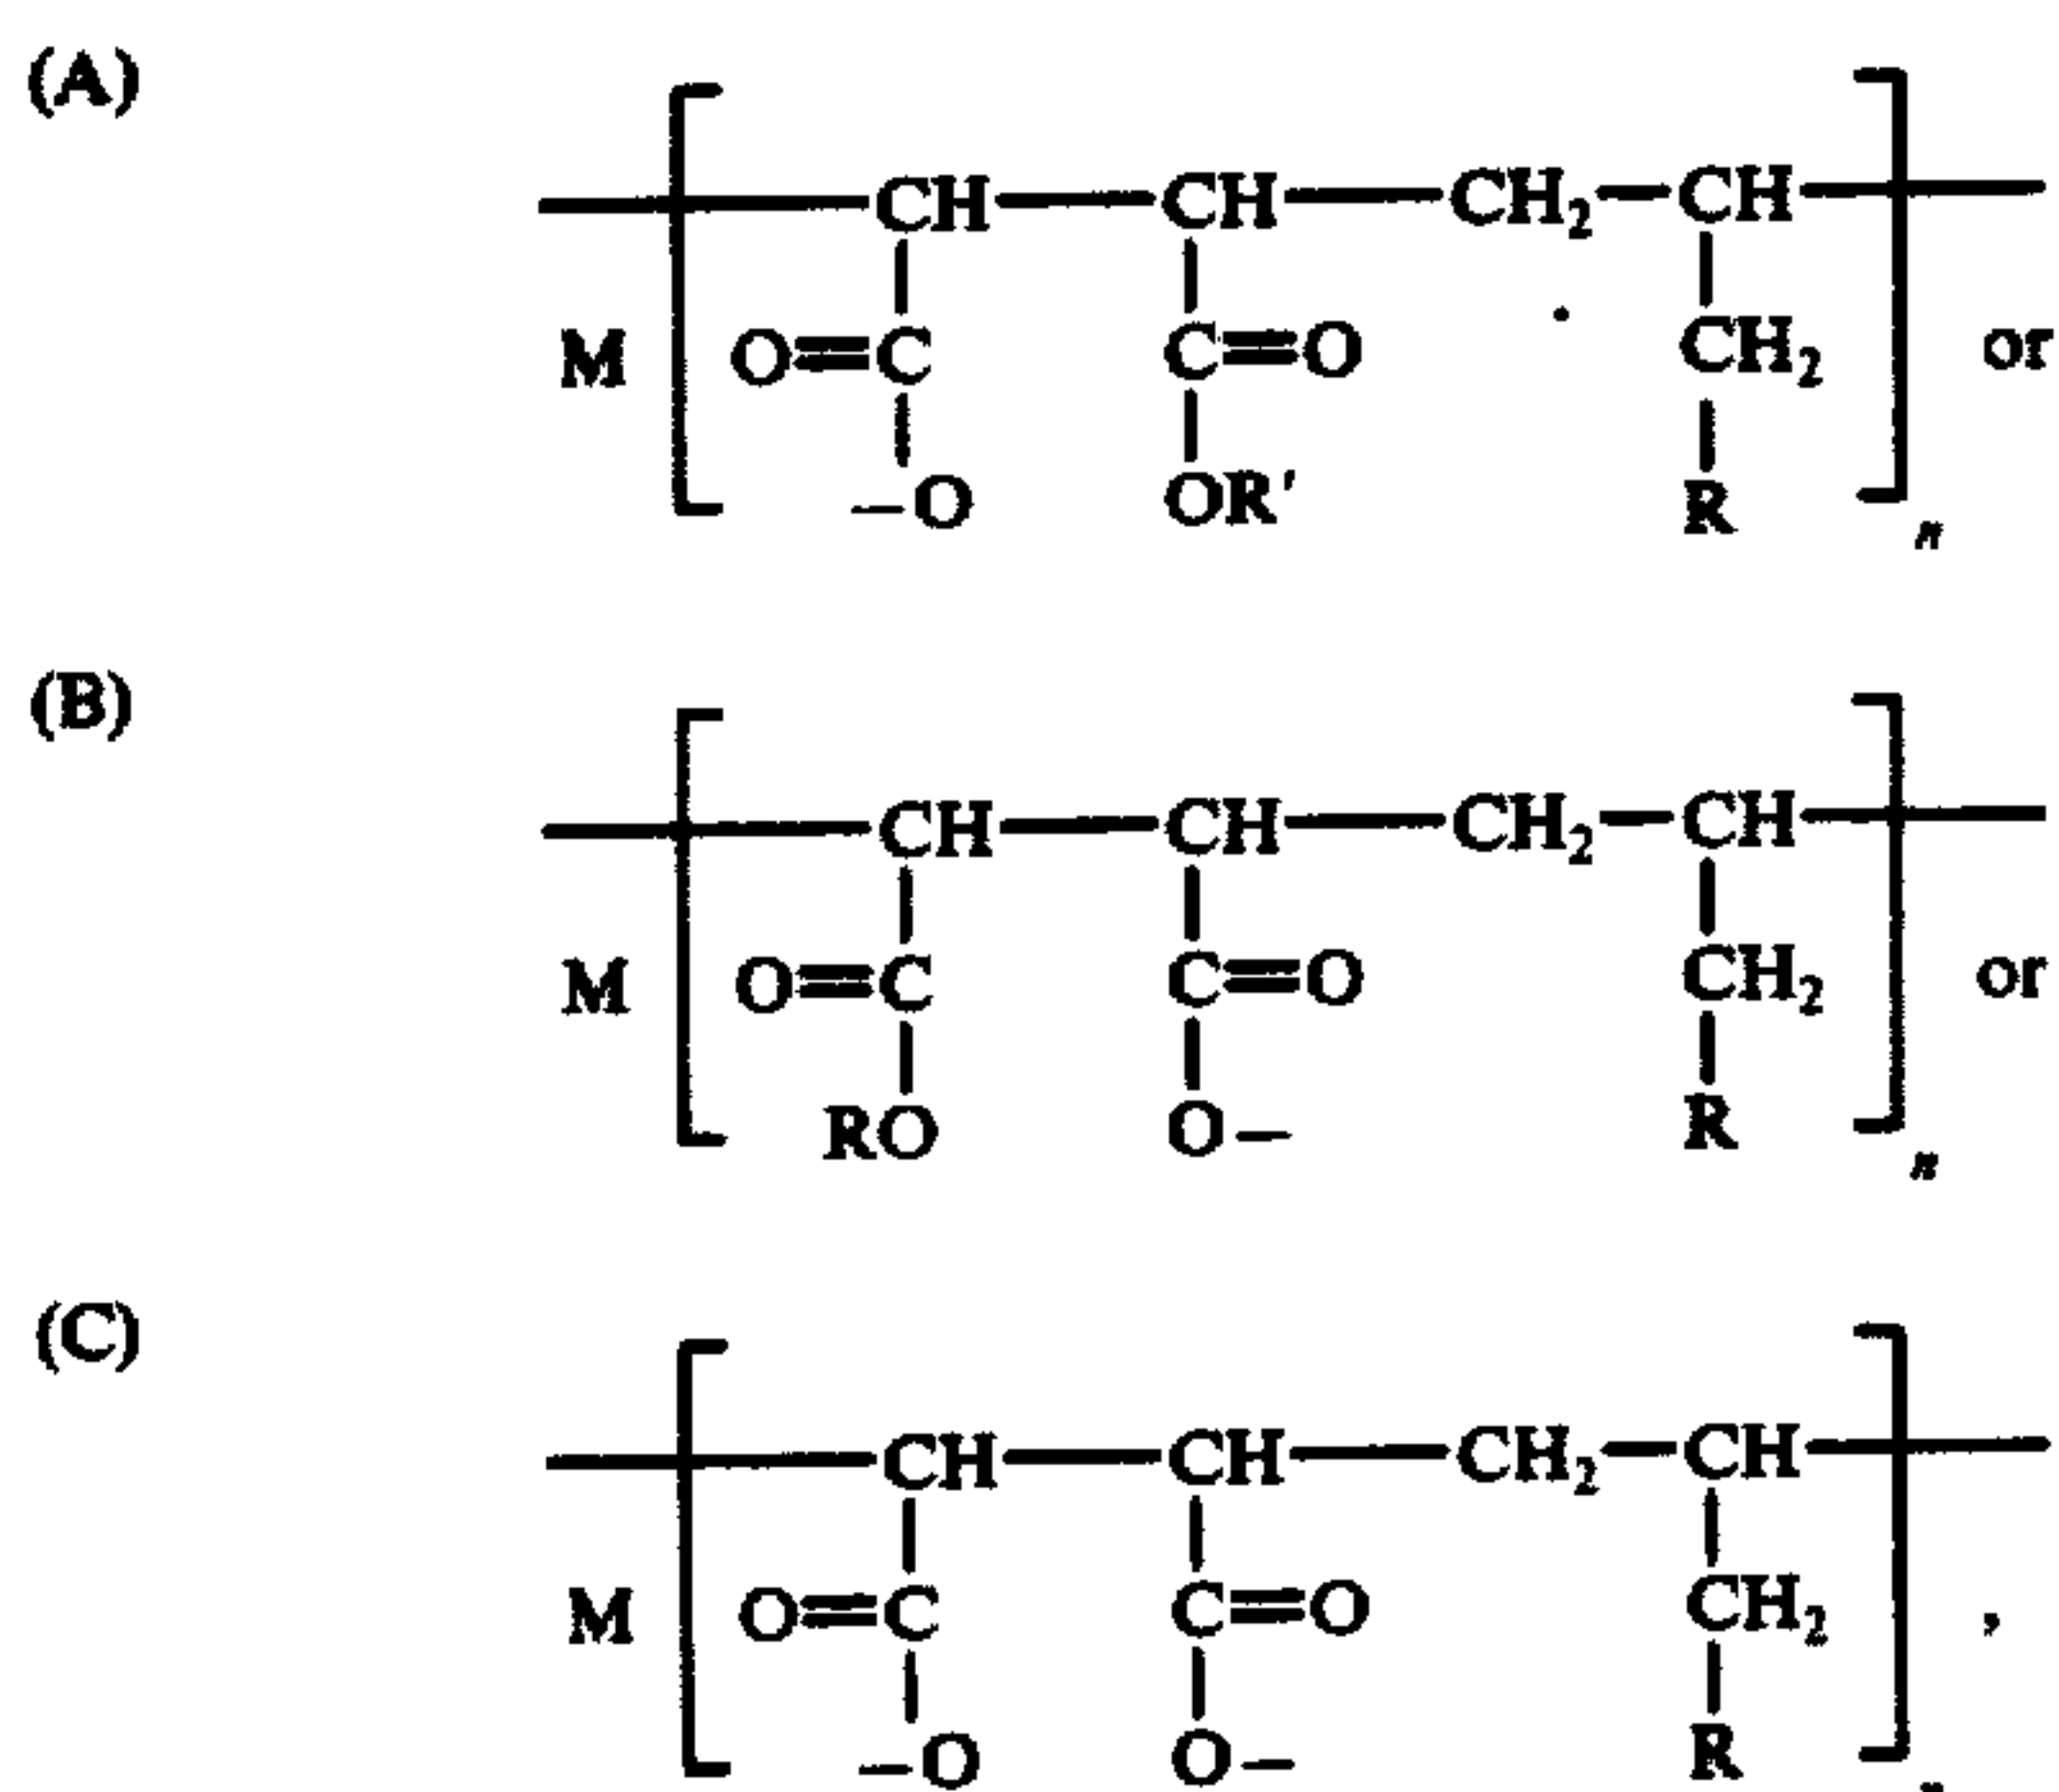 (A)
CH CH CH2 CH
M O=C C=O CH2 or
–O OR' R
n
(B)
CH CH CH2 CH
M O=C C=O CH2 or
RO O– R
n
(C)
CH CH CH2 CH
M O=C C=O CH2 ,
–O O– R